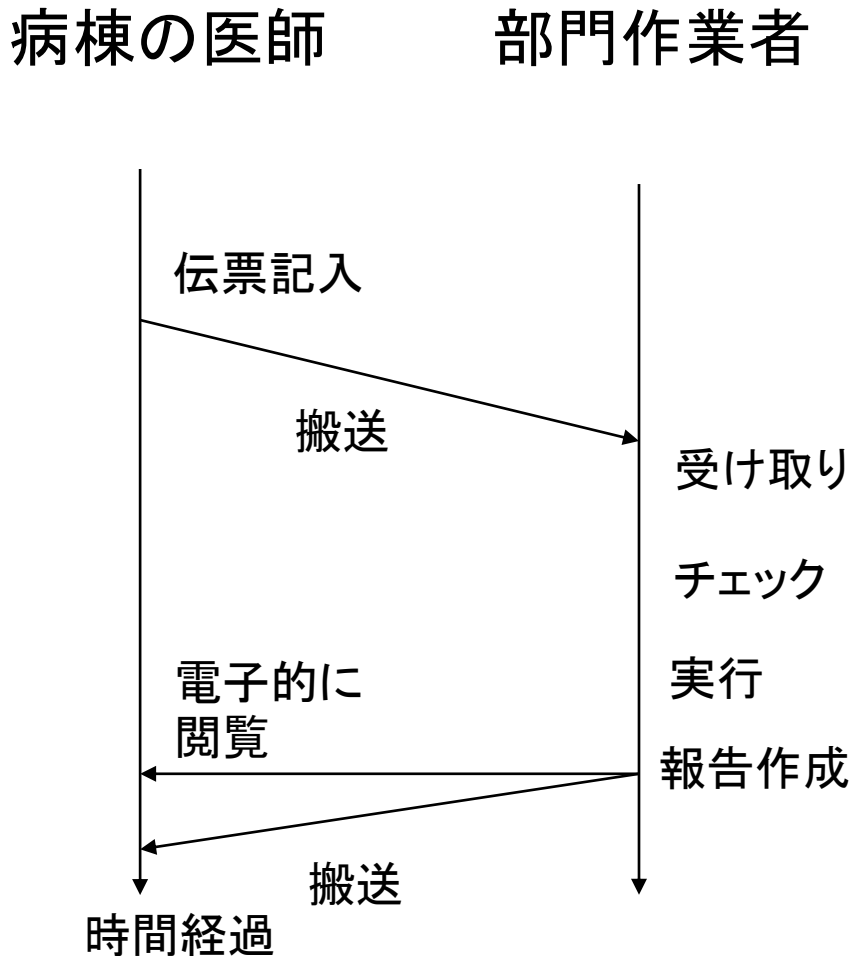 病棟の医師
部門作業者
伝票記入
搬送
受け取り
チェック
実行
電子的に
閲覧
報告作成
搬送
時間経過